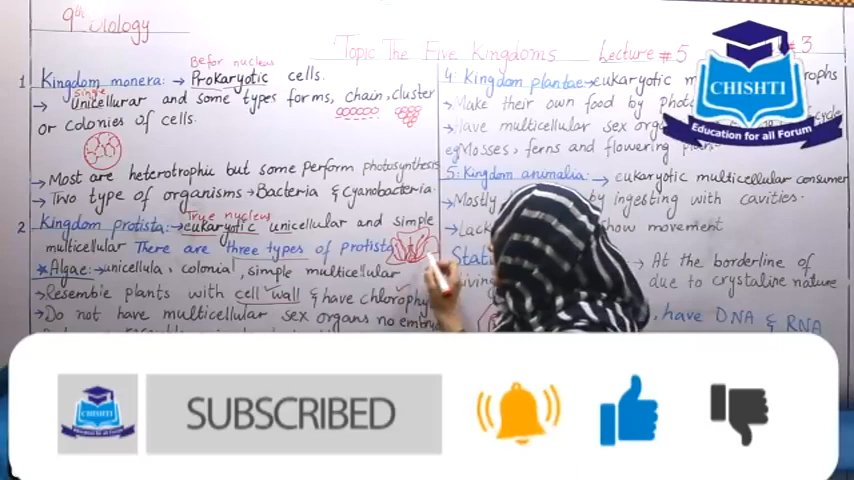 9th Biology
Topic The Five Kingdoms Lecture #5 #3
Befor nucleus
1 Kingdom monera: → Prokaryotic cells.
single
→ unicellurar and some types forms, chain, cluster
or colonies of cells.
→ Most are heterotrophic but some Perform photosynthesis
→ Two type of organisms → Bacteria & Cyanobacteria.
True nucleus
2 Kingdom protista: → eukaryotic unicellular and simple
multicellular There are three types of protista
*Algae:→ unicellula, colonial, simple multicellular
→ Resemble plants with cell wall & have chlorophy
→ Do not have multicellular sex organs no embryo
4: Kingdom plantae → eukaryotic
→ Make their own food by
→ Have multicellular sex
eg Mosses, ferns and flowering
5: Kingdom animalia: → eukaryotic multicellular consumer
→ Mostly by ingesting with cavities.
→ Lack show movement
→ At the borderline of
living due to crystaline nature
, have DNA & RNA
CHISHTI
Education for all Forum
CHISHTI
SUBSCRIBED